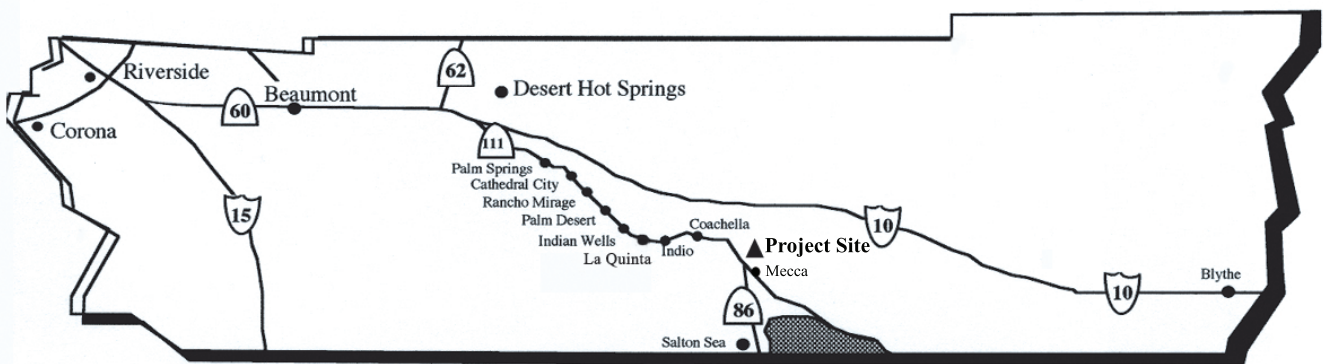 62
Riverside
Desert Hot Springs
Beaumont
60
Corona
111
Palm Springs
Cathedral City
Rancho Mirage
Palm Desert
Indian Wells
La Quinta
Indio
Coachella
15
10
Project Site
Mecca
Blythe
10
86
Salton Sea